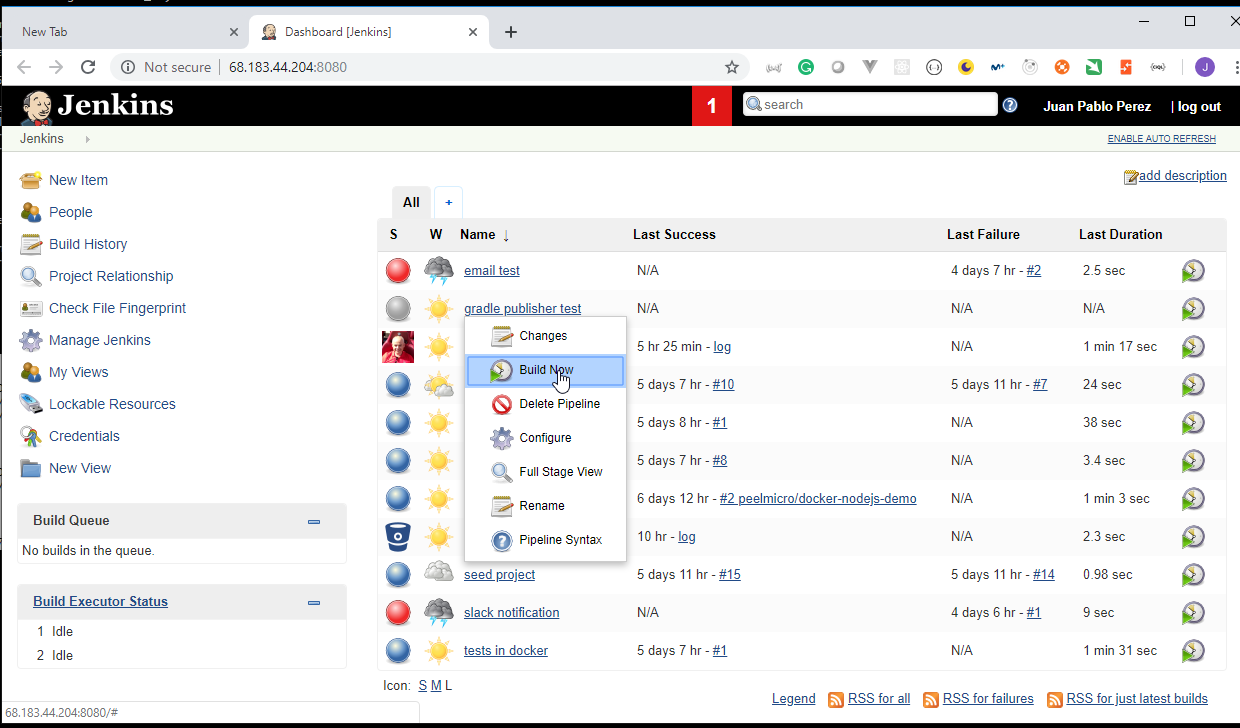 New Tab
Dashboard [Jenkins]
Not secure | 68.183.44.204:8080
J
Jenkins
1
search
Juan Pablo Perez
| log out
Jenkins
ENABLE AUTO REFRESH
add description
New Item
People
Build History
Project Relationship
Check File Fingerprint
Manage Jenkins
My Views
Lockable Resources
Credentials
New View
Build Queue
No builds in the queue.
Build Executor Status
1 Idle
2 Idle
All +
S W Name ↓ Last Success Last Failure Last Duration
email test N/A 4 days 7 hr - #2 2.5 sec
gradle publisher test N/A N/A N/A
5 hr 25 min - log N/A 1 min 17 sec
5 days 7 hr - #10 5 days 11 hr - #7 24 sec
5 days 8 hr - #1 N/A 38 sec
5 days 7 hr - #8 N/A 3.4 sec
6 days 12 hr - #2 peelmicro/docker-nodejs-demo N/A 1 min 3 sec
10 hr - log N/A 2.3 sec
seed project 5 days 11 hr - #15 5 days 11 hr - #14 0.98 sec
slack notification N/A 4 days 6 hr - #1 9 sec
tests in docker 5 days 7 hr - #1 N/A 1 min 31 sec
Changes
Build Now
Delete Pipeline
Configure
Full Stage View
Rename
Pipeline Syntax
Icon: S M L
Legend RSS for all RSS for failures RSS for just latest builds
68.183.44.204:8080/#